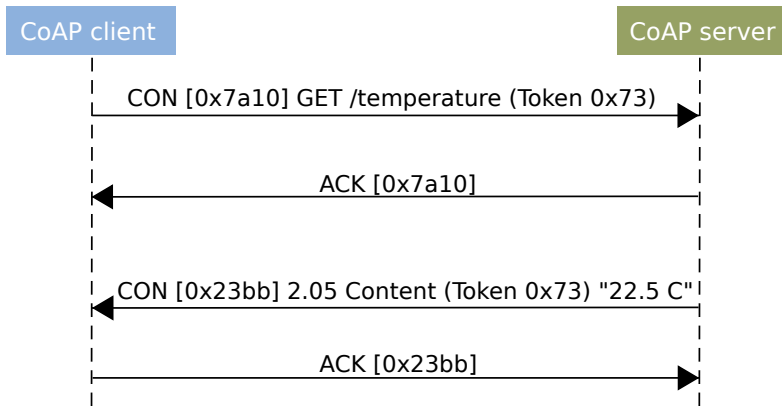 CoAP client
CoAP server
CON [0x7a10] GET /temperature (Token 0x73)
ACK [0x7a10]
CON [0x23bb] 2.05 Content (Token 0x73) "22.5 C"
ACK [0x23bb]